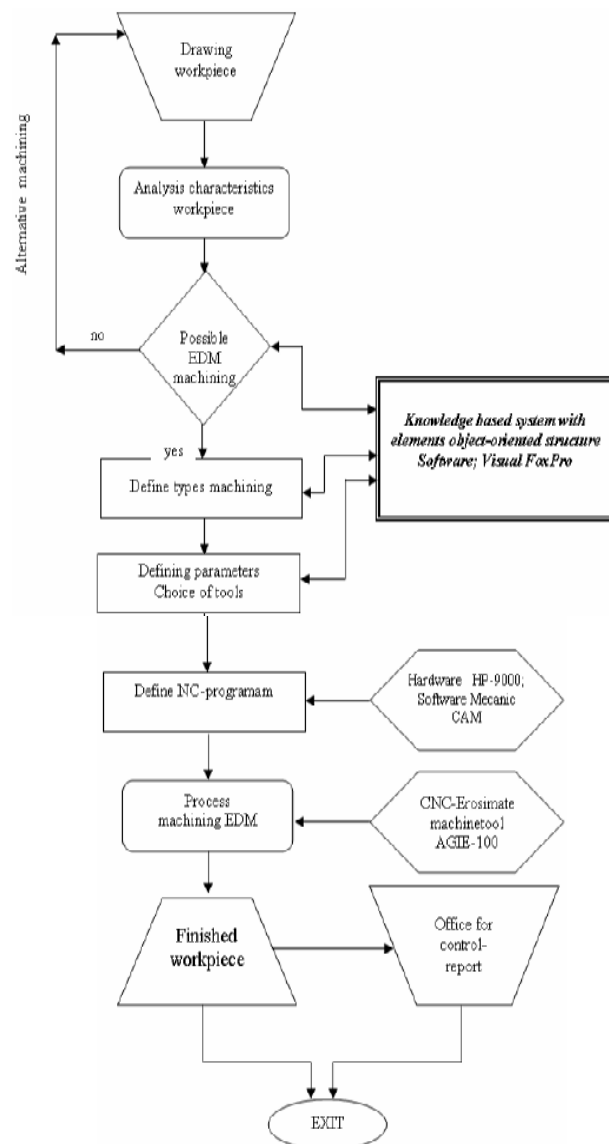 Drawing
workpiece
Alternative machining
Analysis characteristics
workpiece
Possible
EDM
machining
no
yes
Knowledge based system with
elements object-oriented structure
Software; Visual FoxPro
Define types machining
Defining parameters
Choice of tools
Define NC-programam
Hardware HP-9000;
Software Mecanic
CAM
Process
machining EDM
CNC-Erosimate
machinetool
AGIE-100
Finished
workpiece
Office for
control-
report
EXIT